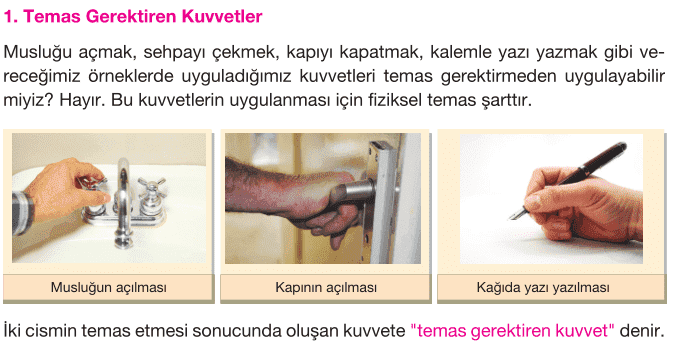 1. Temas Gerektiren Kuvvetler
Musluğu açmak, sehpayı çekmek, kapıyı kapatmak, kalemle yazı yazmak gibi ve-
receğimiz örneklerde uyguladığımız kuvvetleri temas gerektirmeden uygulayabilir
miyiz? Hayır. Bu kuvvetlerin uygulanması için fiziksel temas şarttır.
Musluğun açılması
Kapının açılması
Kağıda yazı yazılması
İki cismin temas etmesi sonucunda oluşan kuvvete "temas gerektiren kuvvet" denir.